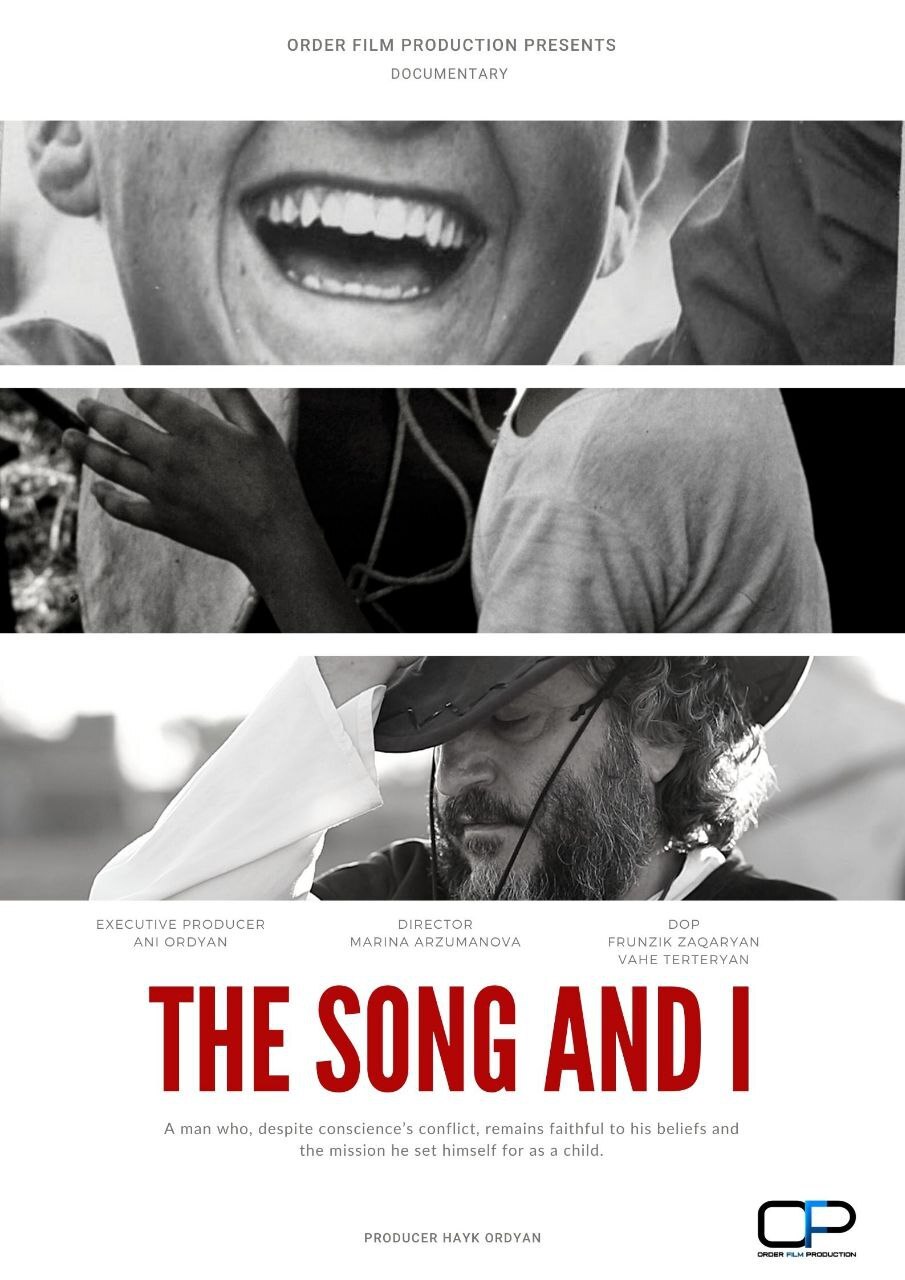 ORDER FILM PRODUCTION PRESENTS
DOCUMENTARY
EXECUTIVE PRODUCER
ANI ORDYAN
DIRECTOR
MARINA ARZUMANOVA
DOP
FRUNZIK ZAQARYAN
VAHE TERTERYAN
THE SONG AND I
A man who, despite conscience’s conflict, remains faithful to his beliefs and
the mission he set himself for as a child.
PRODUCER HAYK ORDYAN
OFP
ORDER FILM PRODUCTION